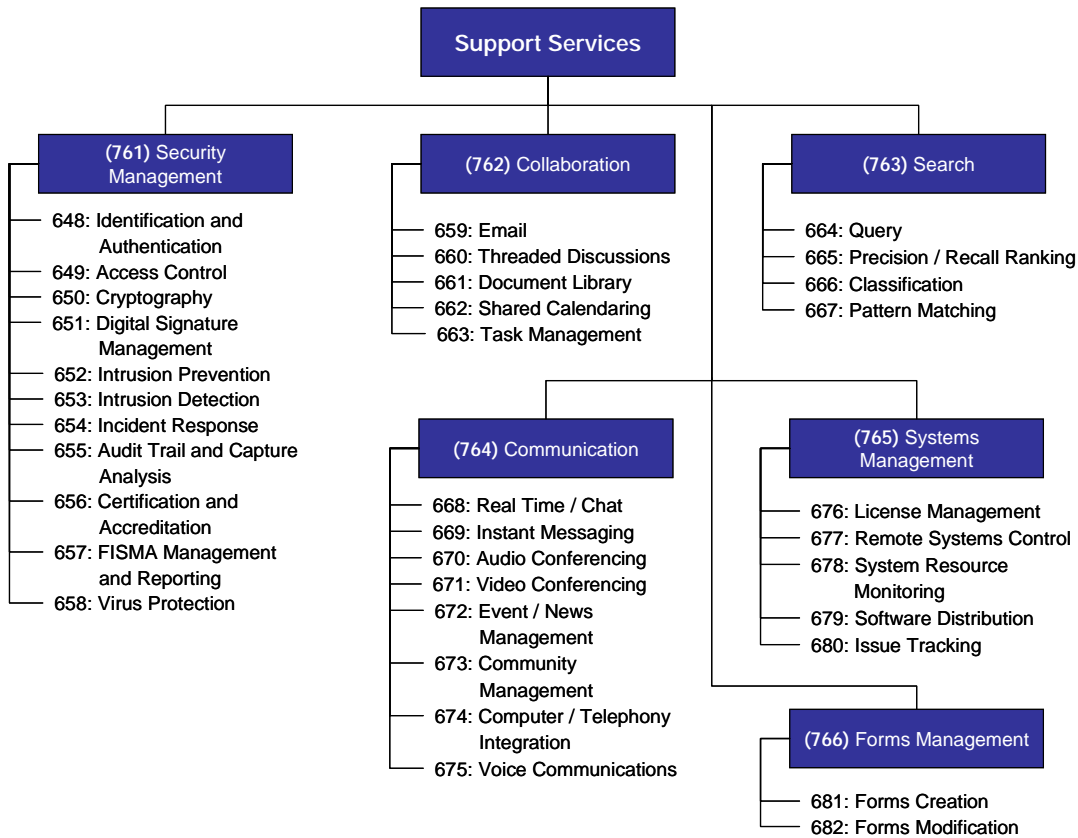 Support Services
(761) Security
Management
648: Identification and
Authentication
649: Access Control
650: Cryptography
651: Digital Signature
Management
652: Intrusion Prevention
653: Intrusion Detection
654: Incident Response
655: Audit Trail and Capture
Analysis
656: Certification and
Accreditation
657: FISMA Management
and Reporting
658: Virus Protection
(762) Collaboration
659: Email
660: Threaded Discussions
661: Document Library
662: Shared Calendaring
663: Task Management
(763) Search
664: Query
665: Precision / Recall Ranking
666: Classification
667: Pattern Matching
(764) Communication
668: Real Time / Chat
669: Instant Messaging
670: Audio Conferencing
671: Video Conferencing
672: Event / News
Management
673: Community
Management
674: Computer / Telephony
Integration
675: Voice Communications
(765) Systems
Management
676: License Management
677: Remote Systems Control
678: System Resource
Monitoring
679: Software Distribution
680: Issue Tracking
(766) Forms Management
681: Forms Creation
682: Forms Modification